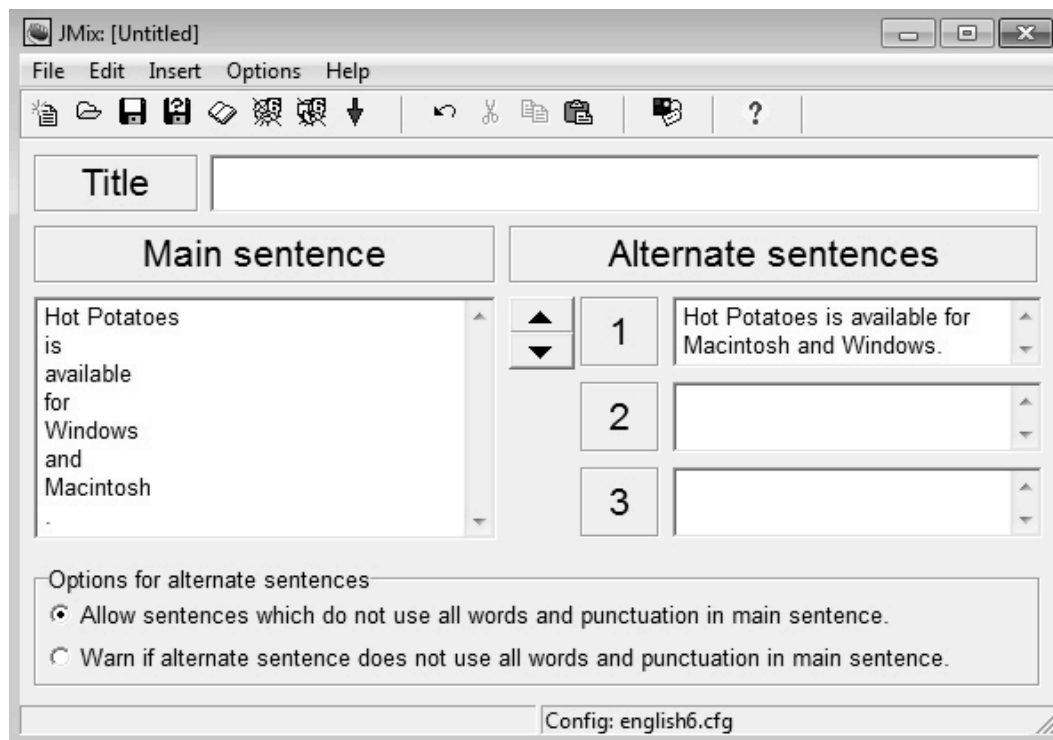 JMix: [Untitled]
File Edit Insert Options Help
?
Title
Main sentence
Alternate sentences
Hot Potatoes
is
available
for
Windows
and
Macintosh
.
1
Hot Potatoes is available for
Macintosh and Windows.
2
3
Options for alternate sentences
Allow sentences which do not use all words and punctuation in main sentence.
Warn if alternate sentence does not use all words and punctuation in main sentence.
Config: english6.cfg